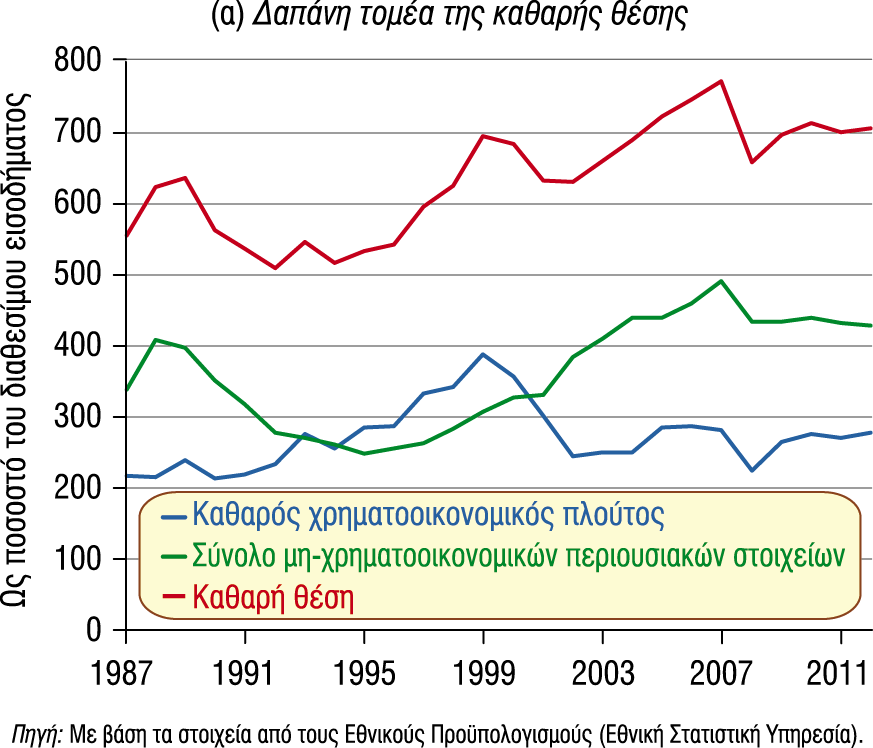 (α) Δαπάνη τομέα της καθαρής θέσης
Ως ποσοστό του διαθεσίμου εισοδήματος
800
700
600
500
400
300
200
100
0
Καθαρός χρηματοοικονομικός πλούτος
Σύνολο μη-χρηματοοικονομικών περιουσιακών στοιχείων
Καθαρή θέση
1987 1991 1995 1999 2003 2007 2011
Πηγή: Με βάση τα στοιχεία από τους Εθνικούς Προϋπολογισμούς (Εθνική Στατιστική Υπηρεσία).